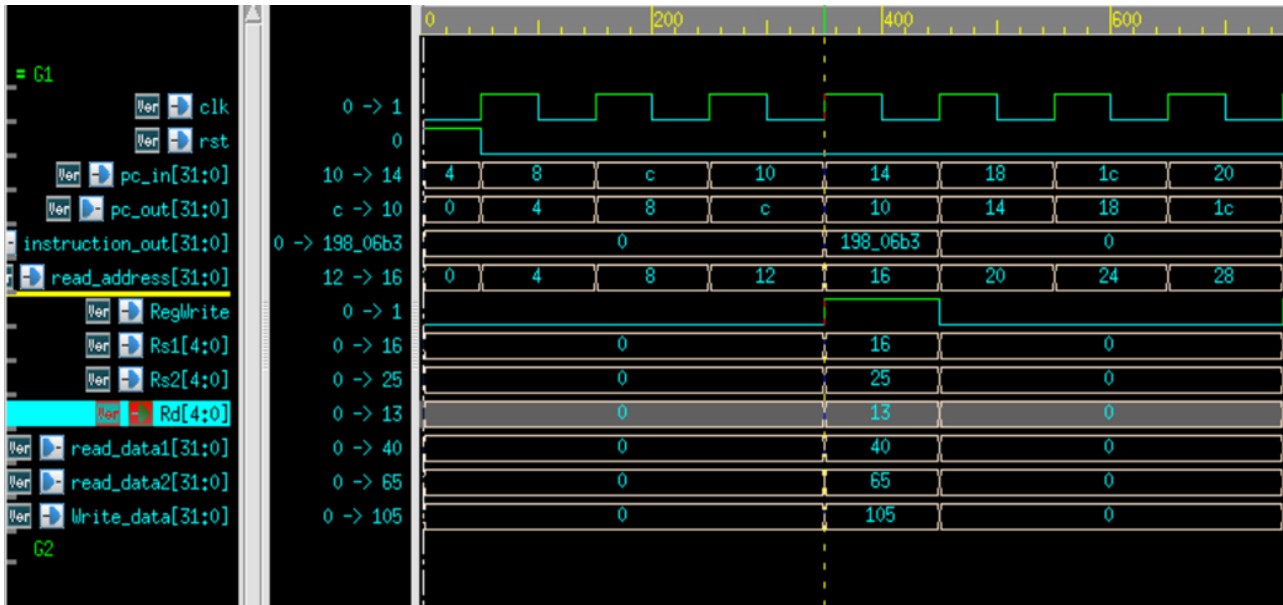 0 200 400 600
= G1
Ver clk 0 -> 1
Ver rst 0
Ver pc_in[31:0] 10 -> 14 4 8 c 10 14 18 1c 20
Ver pc_out[31:0] c -> 10 0 4 8 c 10 14 18 1c
instruction_out[31:0] 0 -> 198_06b3 0 198_06b3 0
read_address[31:0] 12 -> 16 0 4 8 12 16 20 24 28
Ver RegWrite 0 -> 1
Ver Rs1[4:0] 0 -> 16 0 16 0
Ver Rs2[4:0] 0 -> 25 0 25 0
Ver Rd[4:0] 0 -> 13 0 13 0
Ver read_data1[31:0] 0 -> 40 0 40 0
Ver read_data2[31:0] 0 -> 65 0 65 0
Ver Write_data[31:0] 0 -> 105 0 105 0
G2